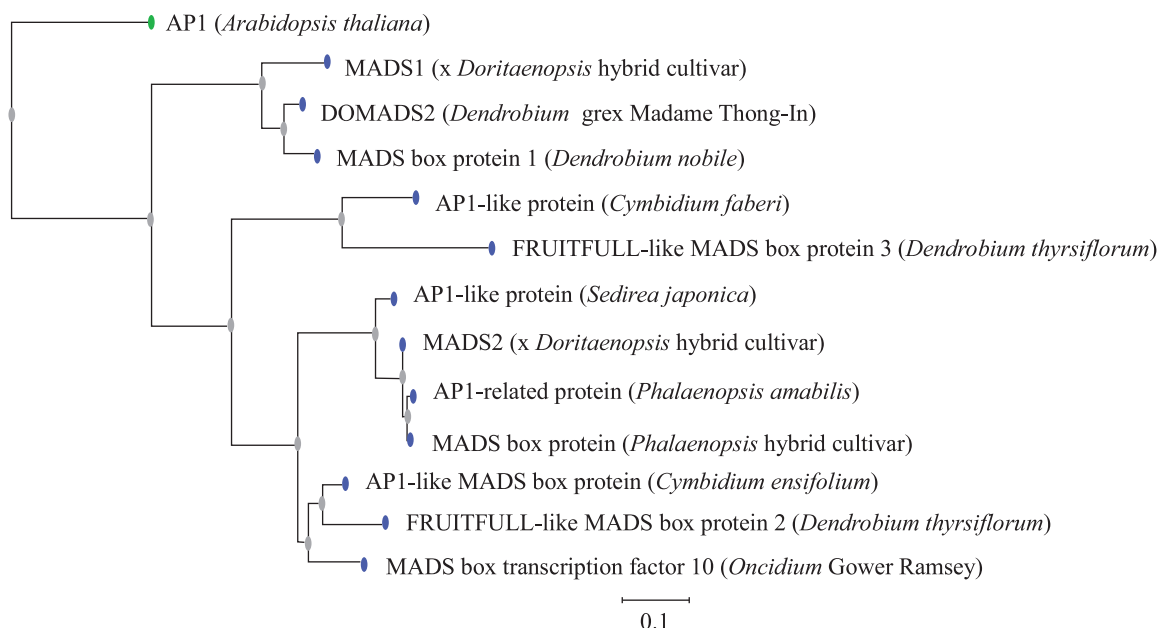 AP1 (Arabidopsis thaliana)
MADS1 (x Doritaenopsis hybrid cultivar)
DOMADS2 (Dendrobium grex Madame Thong-In)
MADS box protein 1 (Dendrobium nobile)
AP1-like protein (Cymbidium faberi)
FRUITFULL-like MADS box protein 3 (Dendrobium thyrsiflorum)
AP1-like protein (Sedirea japonica)
MADS2 (x Doritaenopsis hybrid cultivar)
AP1-related protein (Phalaenopsis amabilis)
MADS box protein (Phalaenopsis hybrid cultivar)
AP1-like MADS box protein (Cymbidium ensifolium)
FRUITFULL-like MADS box protein 2 (Dendrobium thyrsiflorum)
MADS box transcription factor 10 (Oncidium Gower Ramsey)
0.1